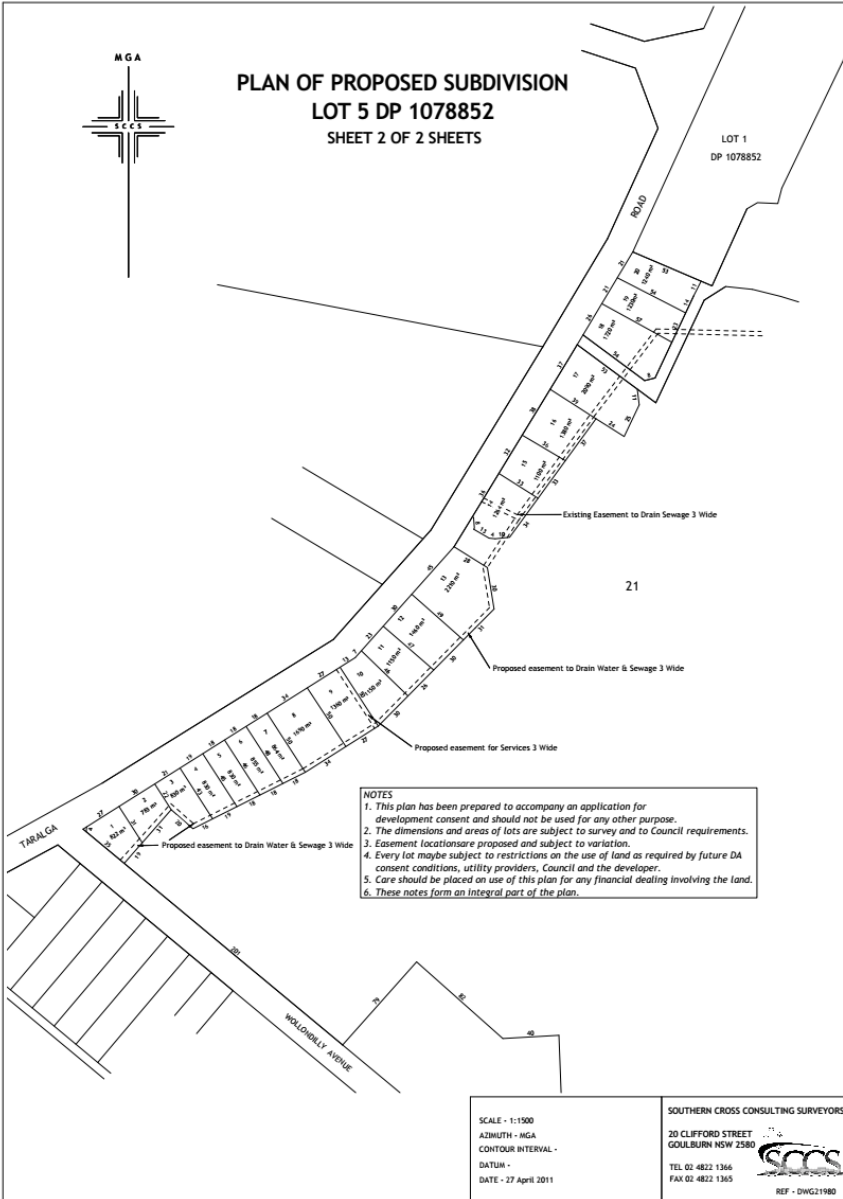 MGA
SCCS
PLAN OF PROPOSED SUBDIVISION
LOT 5 DP 1078852
SHEET 2 OF 2 SHEETS
LOT 1
DP 1078852
ROAD
Existing Easement to Drain Sewage 3 Wide
21
Proposed easement to Drain Water & Sewage 3 Wide
Proposed easement for Services 3 Wide
TARALGA
Proposed easement to Drain Water & Sewage 3 Wide
NOTES
1. This plan has been prepared to accompany an application for
development consent and should not be used for any other purpose.
2. The dimensions and areas of lots are subject to survey and to Council requirements.
3. Easement locationsare proposed and subject to variation.
4. Every lot maybe subject to restrictions on the use of land as required by future DA
consent conditions, utility providers, Council and the developer.
5. Care should be placed on use of this plan for any financial dealing involving the land.
6. These notes form an integral part of the plan.
201
WOLLONDILLY AVENUE
79
82
40
SCALE - 1:1500
AZIMUTH - MGA
CONTOUR INTERVAL -
DATUM -
DATE - 27 April 2011
SOUTHERN CROSS CONSULTING SURVEYORS
20 CLIFFORD STREET
GOULBURN NSW 2580
TEL 02 4822 1366
FAX 02 4822 1365
SCCS
REF - DWG21980